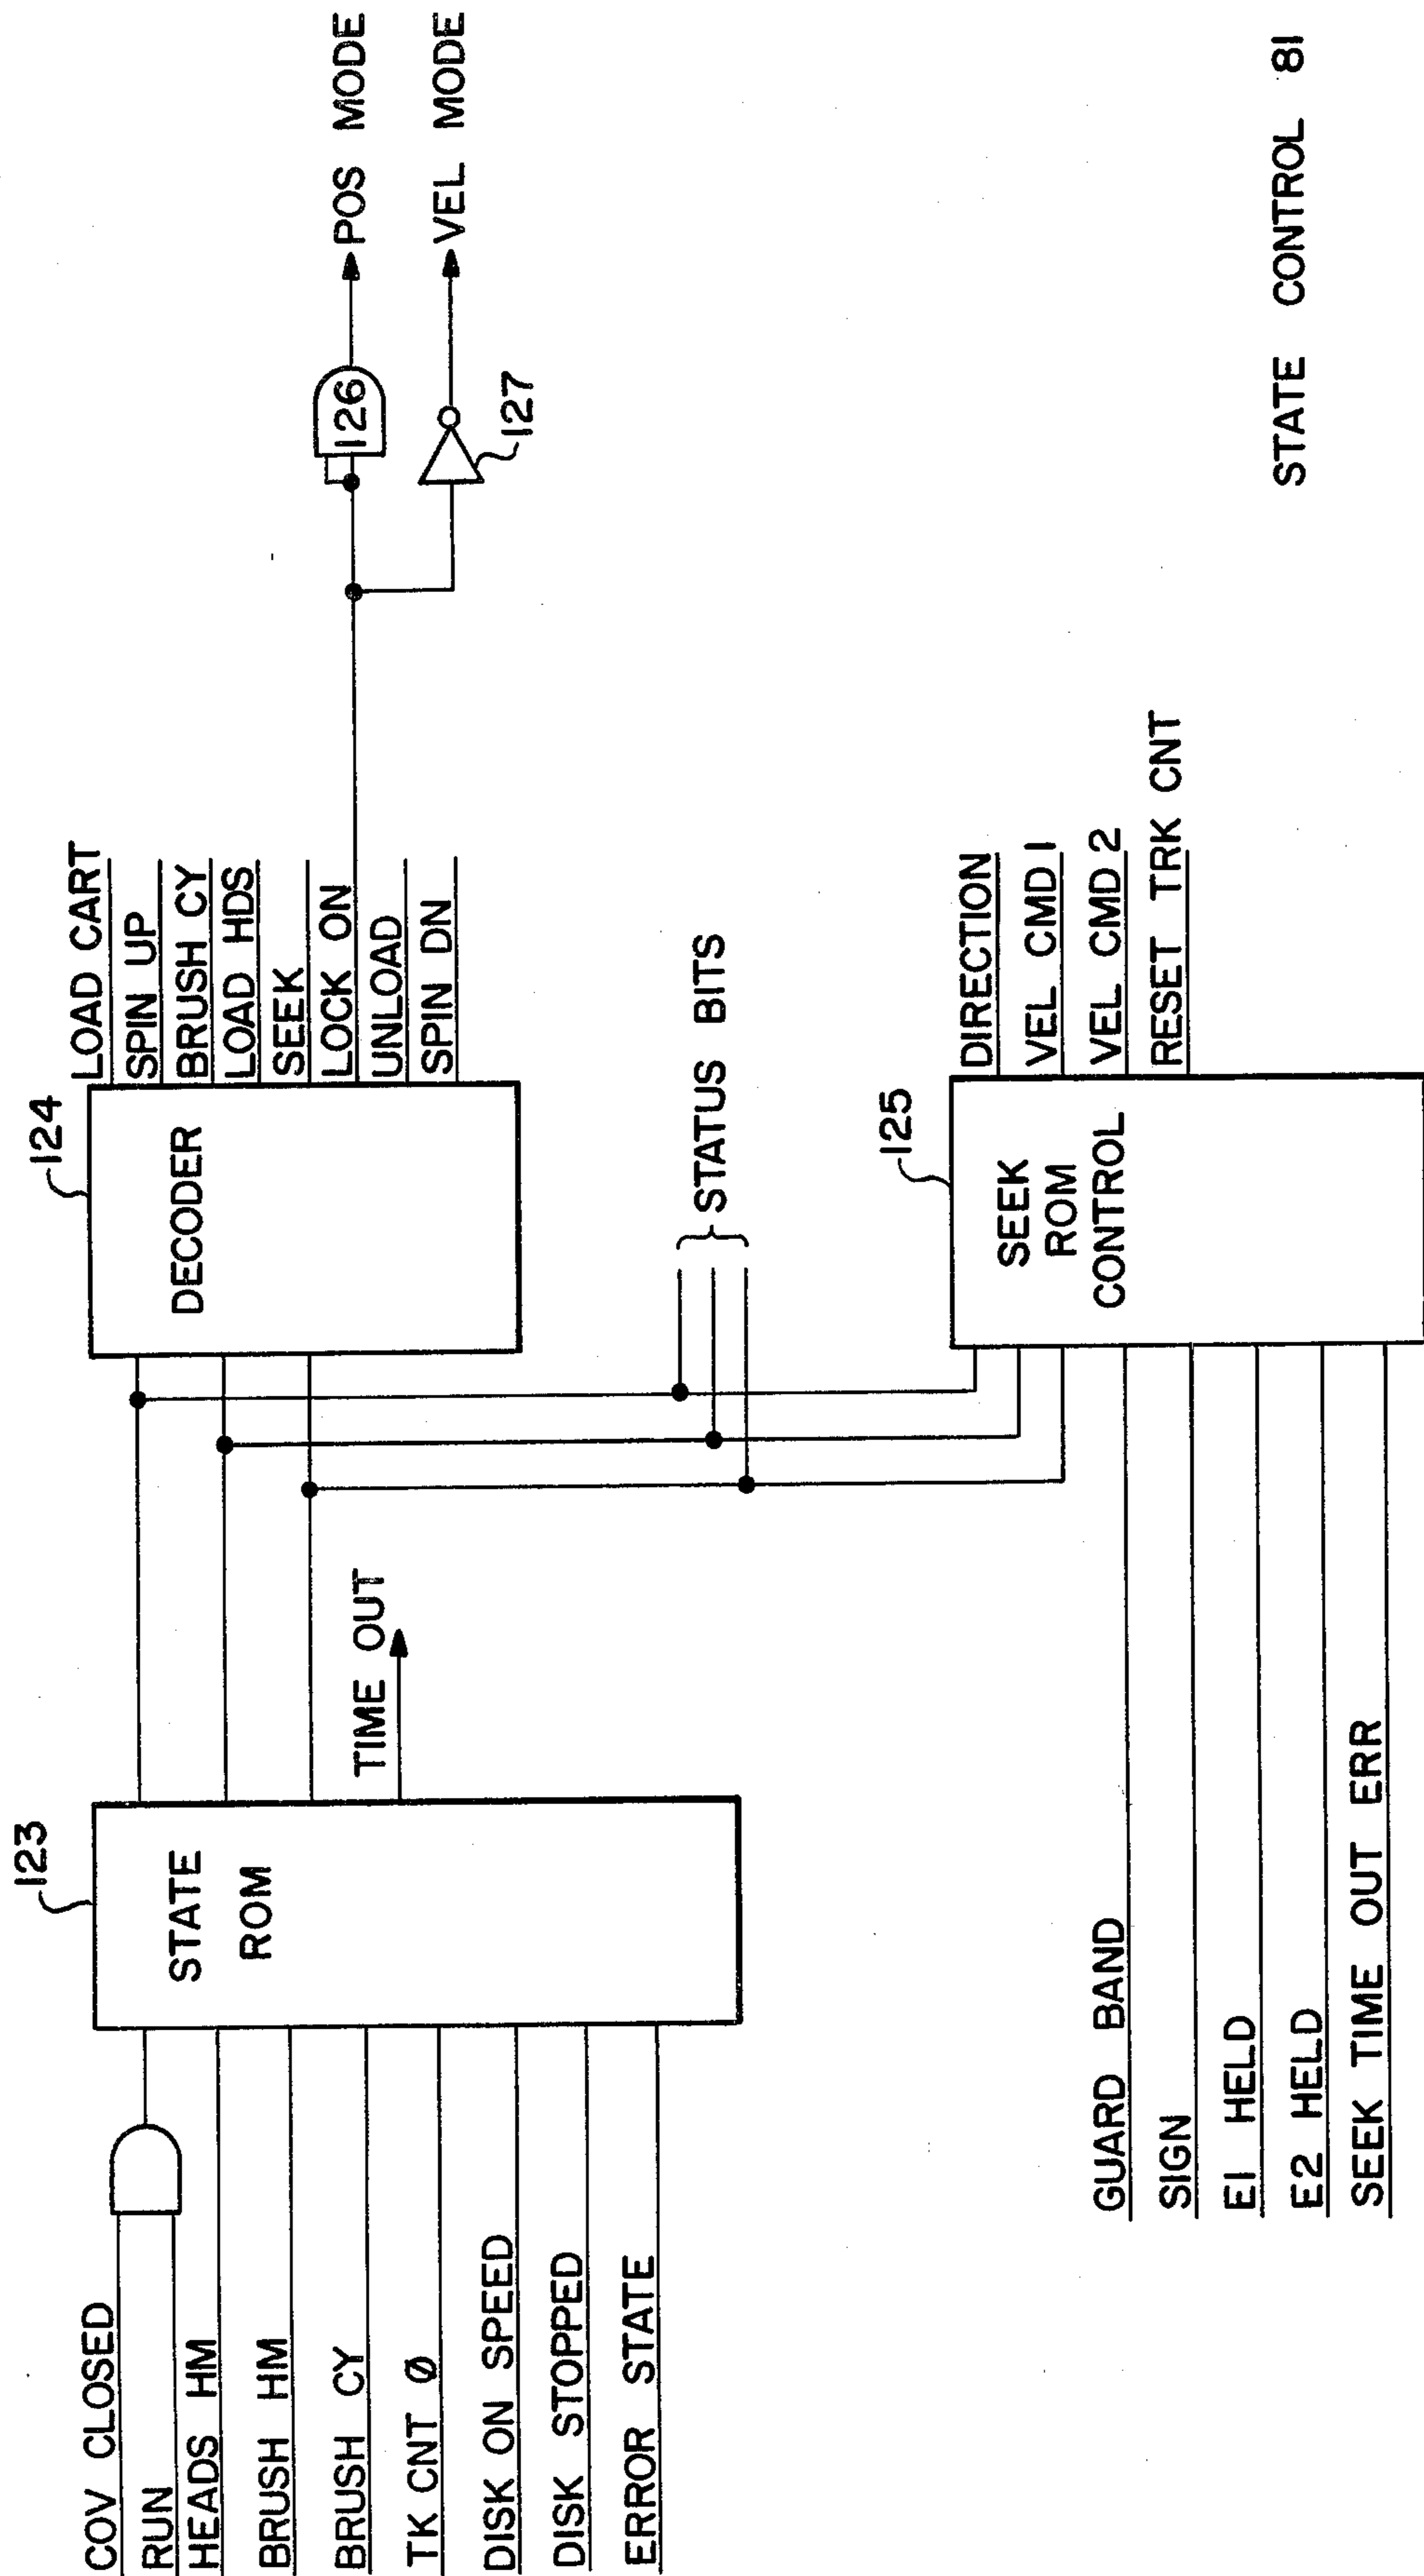 COV CLOSED
RUN
HEADS HM
BRUSH HM
BRUSH CY
TK CNT Ø
DISK ON SPEED
DISK STOPPED
ERROR STATE
123
STATE
ROM
TIME OUT
124
DECODER
LOAD CART
SPIN UP
BRUSH CY
LOAD HDS
SEEK
LOCK ON
UNLOAD
SPIN DN
126
POS MODE
127
VEL MODE
STATUS BITS
GUARD BAND
SIGN
E1 HELD
E2 HELD
SEEK TIME OUT ERR
125
SEEK
ROM
CONTROL
DIRECTION
VEL CMD 1
VEL CMD 2
RESET TRK CNT
STATE CONTROL 81